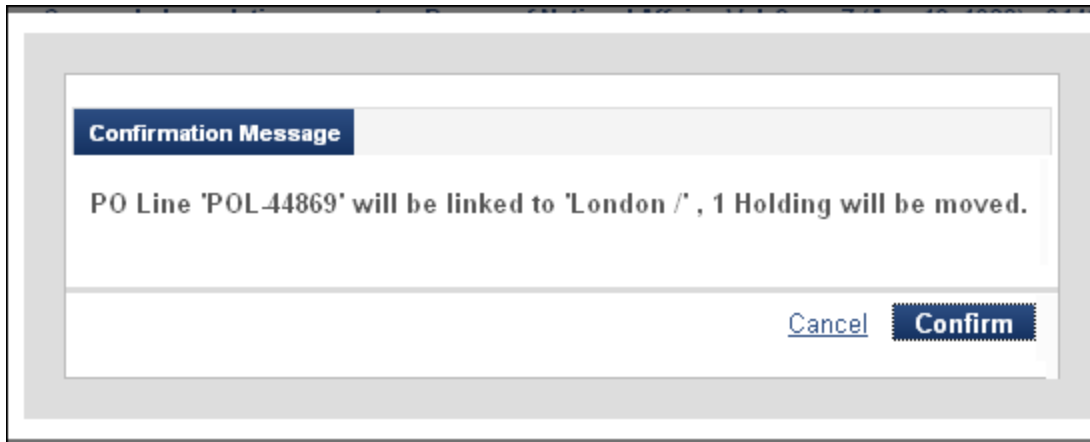 Confirmation Message
PO Line 'POL-44869' will be linked to 'London /' , 1 Holding will be moved.
Cancel Confirm